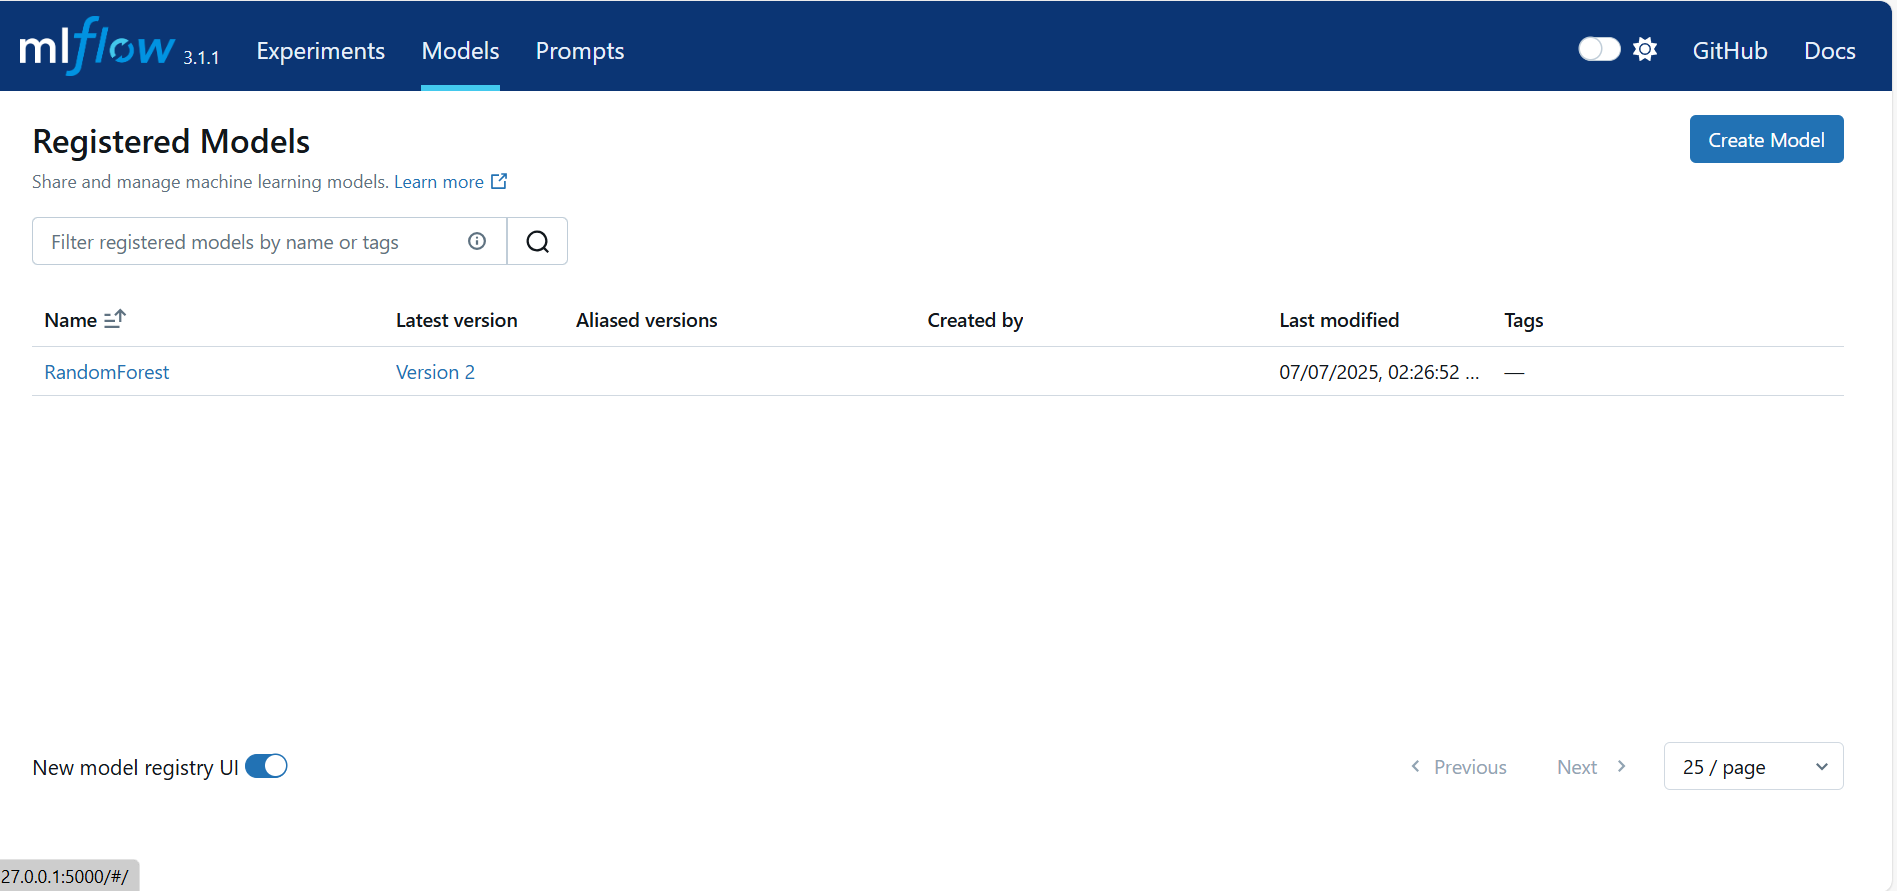 mlflow 3.1.1 Experiments Models Prompts GitHub Docs
Registered Models
Create Model
Share and manage machine learning models. Learn more
Filter registered models by name or tags
Name Latest version Aliased versions Created by Last modified Tags
RandomForest Version 2 07/07/2025, 02:26:52 ... —
New model registry UI Previous Next 25 / page
27.0.0.1:5000/#/